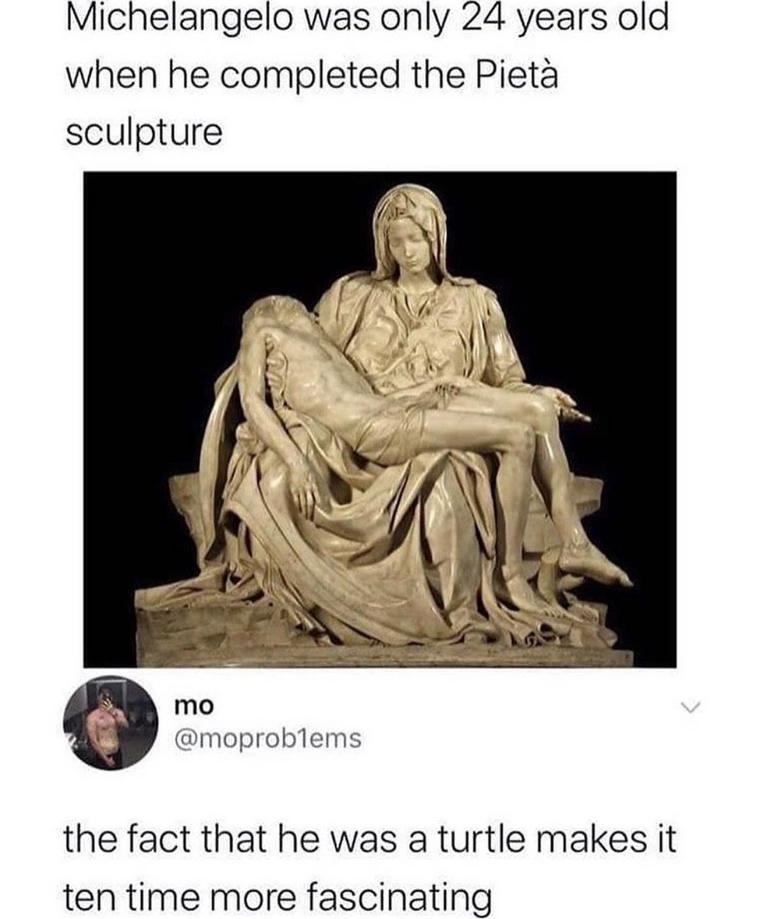 Michelangelo was only 24 years old
when he completed the Pietà
sculpture
mo
@moprob1ems
the fact that he was a turtle makes it
ten time more fascinating